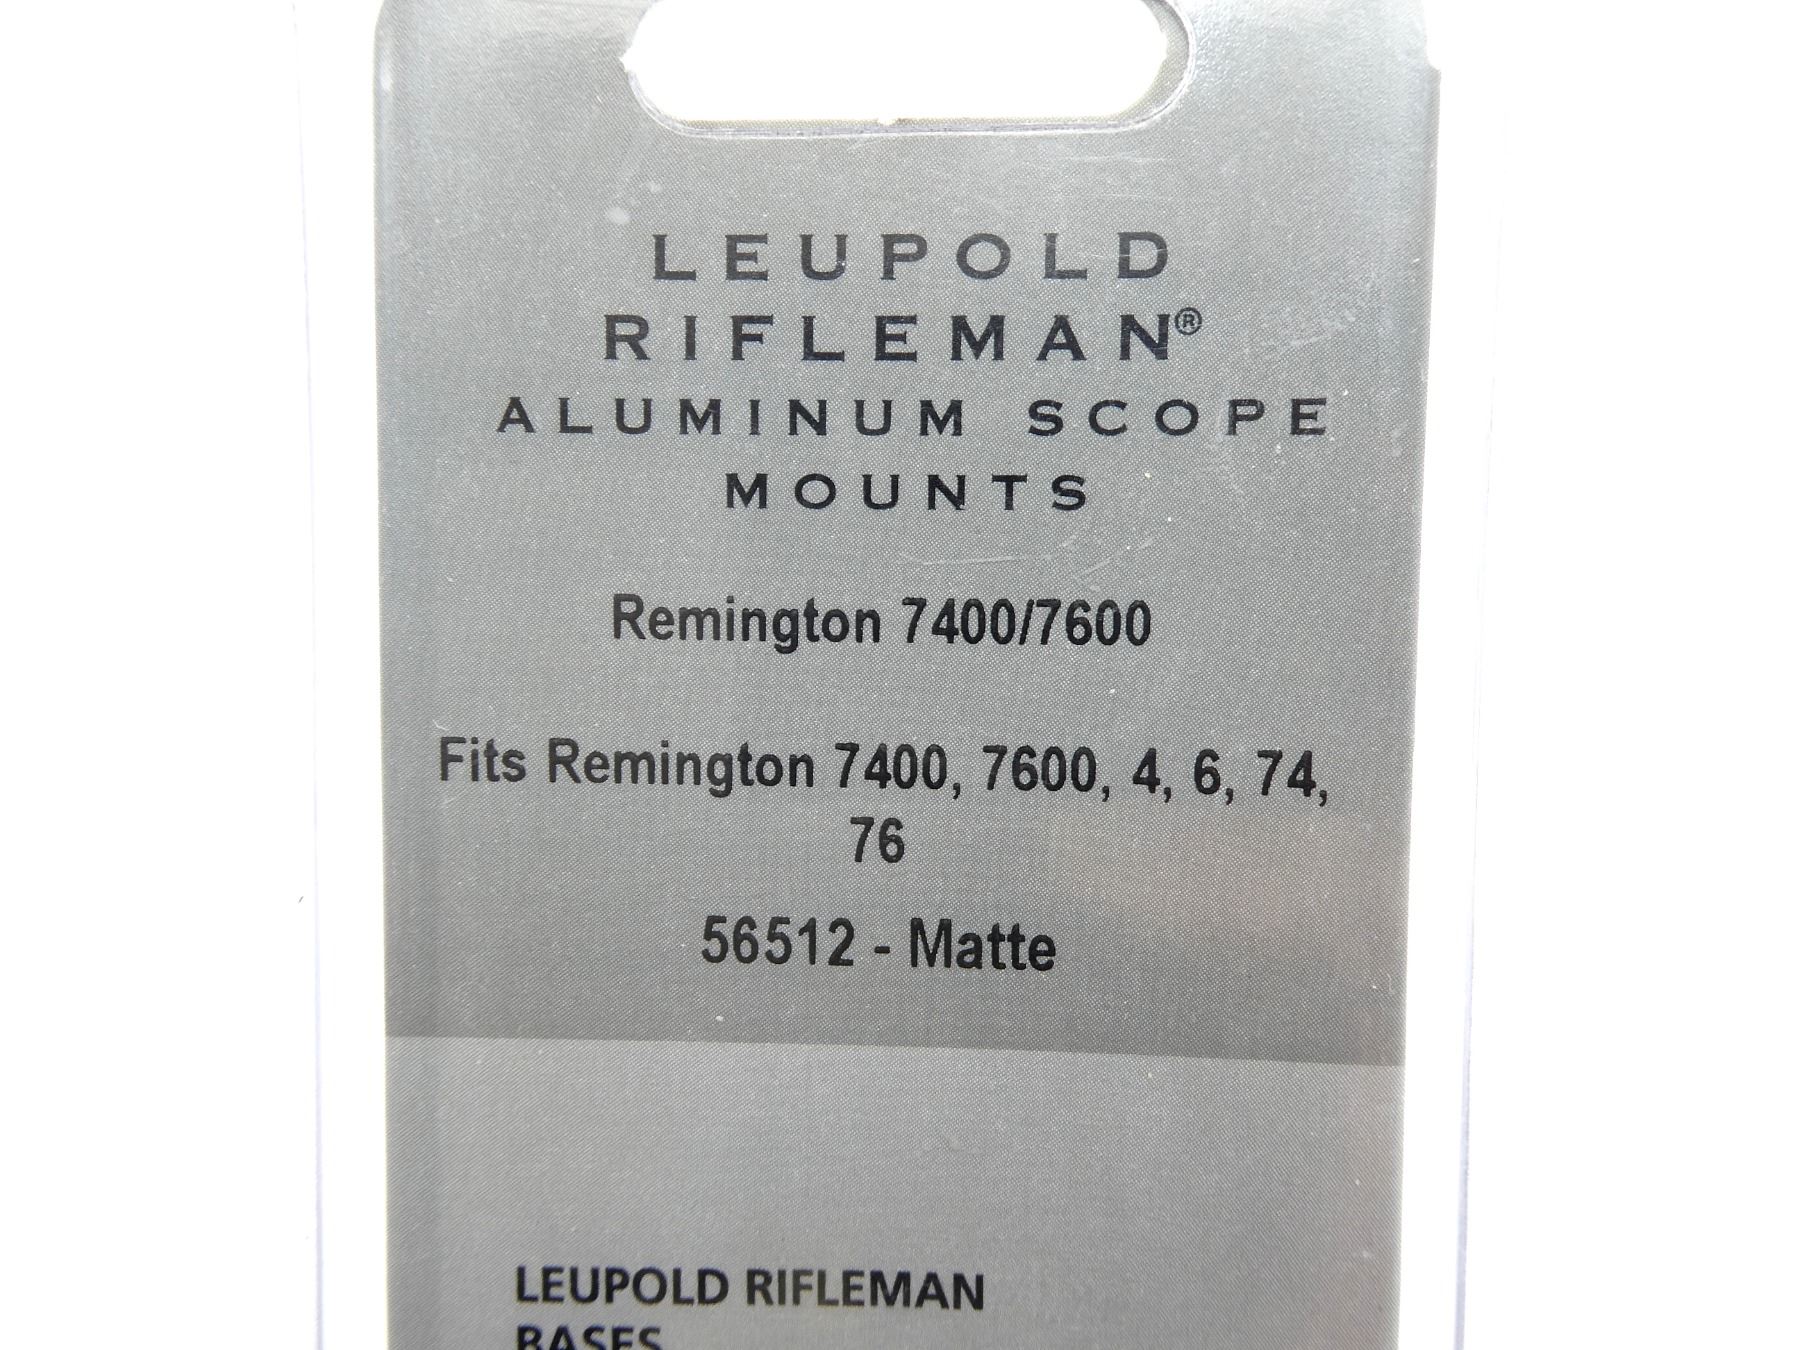 LEUPOLD
RIFLEMAN®
ALUMINUM SCOPE
MOUNTS
Remington 7400/7600
Fits Remington 7400, 7600, 4, 6, 74,
76
56512 - Matte
LEUPOLD RIFLEMAN
BASES